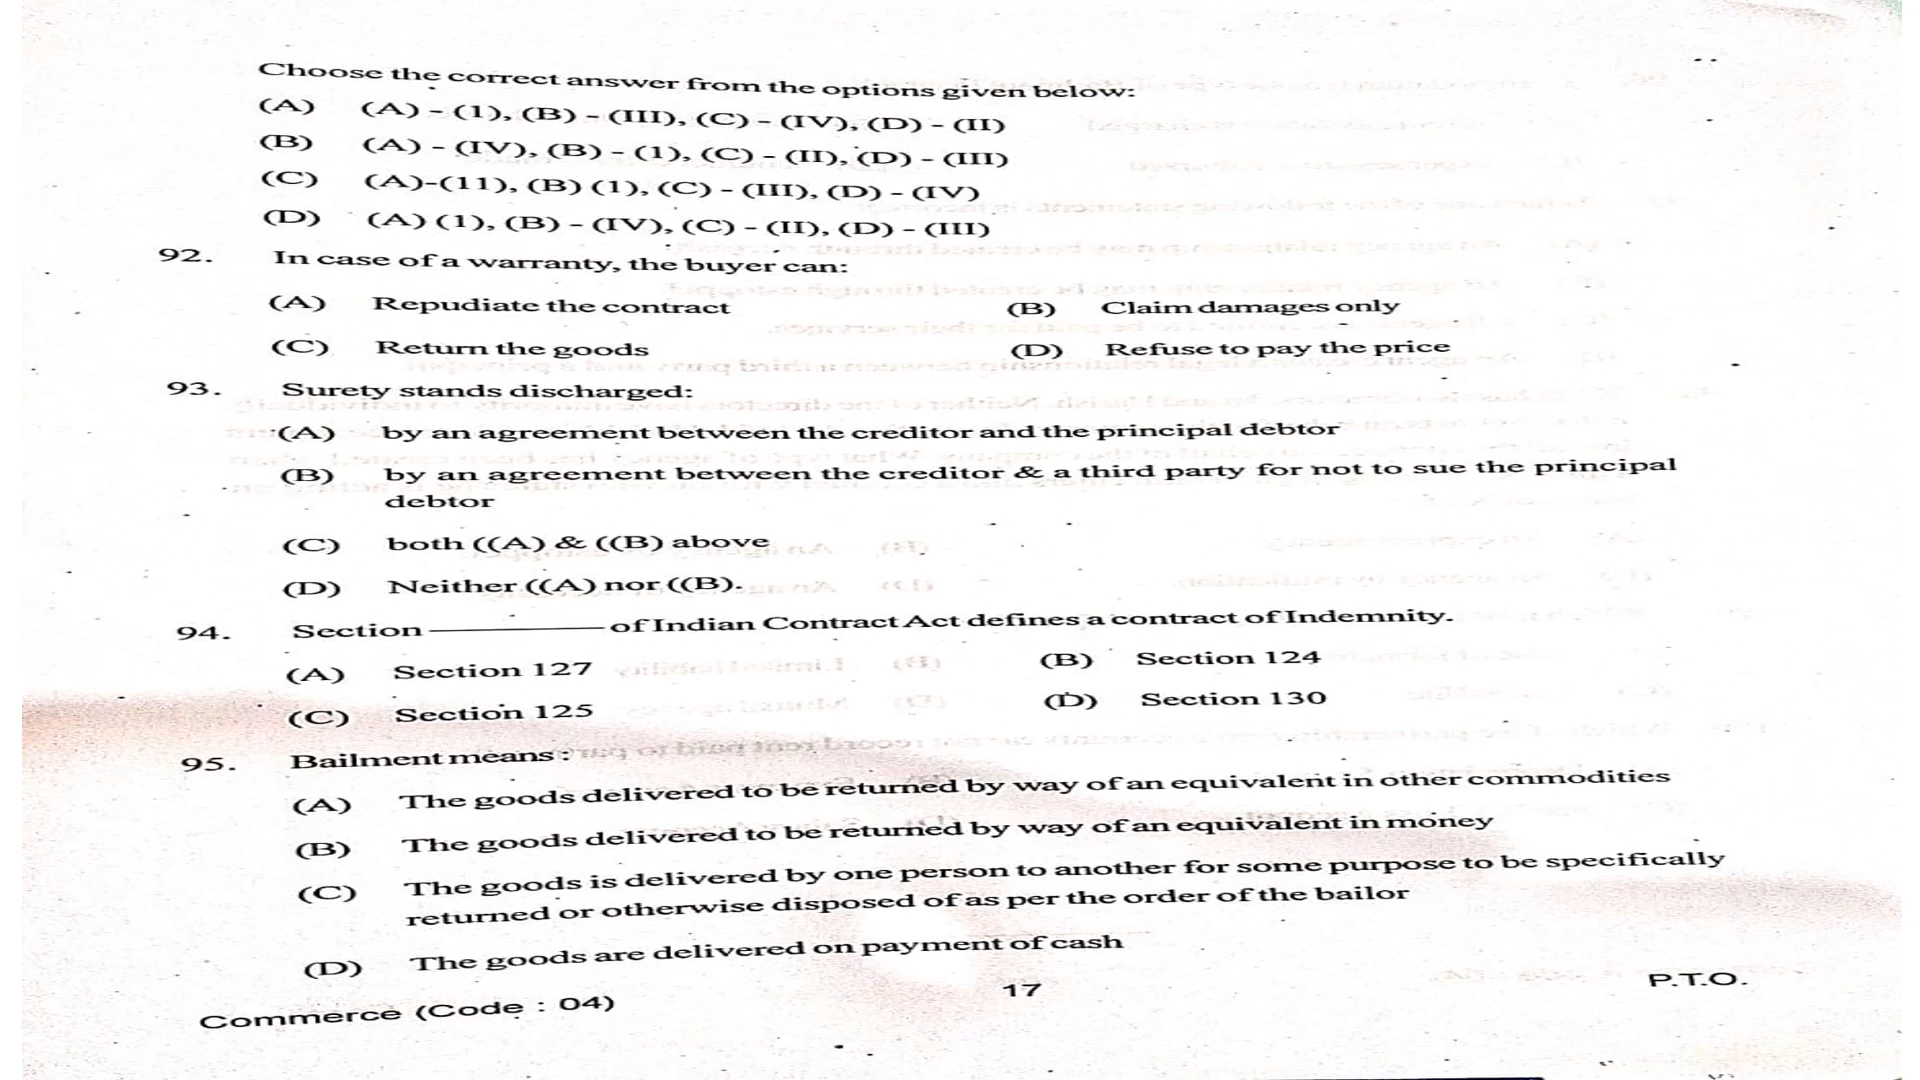 Choose the correct answer from the options given below:
(A) (A) - (1), (B) - (III), (C) - (IV), (D) - (II)
(B) (A) - (IV), (B) - (1), (C) - (II), (D) - (III)
(C) (A)-(11), (B) (1), (C) - (III), (D) - (IV)
(D) (A) (1), (B) - (IV), (C) - (II), (D) - (III)
92. In case of a warranty, the buyer can:
(A) Repudiate the contract (B) Claim damages only
(C) Return the goods (D) Refuse to pay the price
93. Surety stands discharged:
(A) by an agreement between the creditor and the principal debtor
(B) by an agreement between the creditor & a third party for not to sue the principal
debtor
(C) both ((A) & ((B) above
(D) Neither ((A) nor ((B).
94. Section ———— of Indian Contract Act defines a contract of Indemnity.
(A) Section 127 (B) Section 124
(C) Section 125 (D) Section 130
95. Bailment means :
(A) The goods delivered to be returned by way of an equivalent in other commodities
(B) The goods delivered to be returned by way of an equivalent in money
(C) The goods is delivered by one person to another for some purpose to be specifically
returned or otherwise disposed of as per the order of the bailor
(D) The goods are delivered on payment of cash
Commerce (Code : 04) 17 P.T.O.